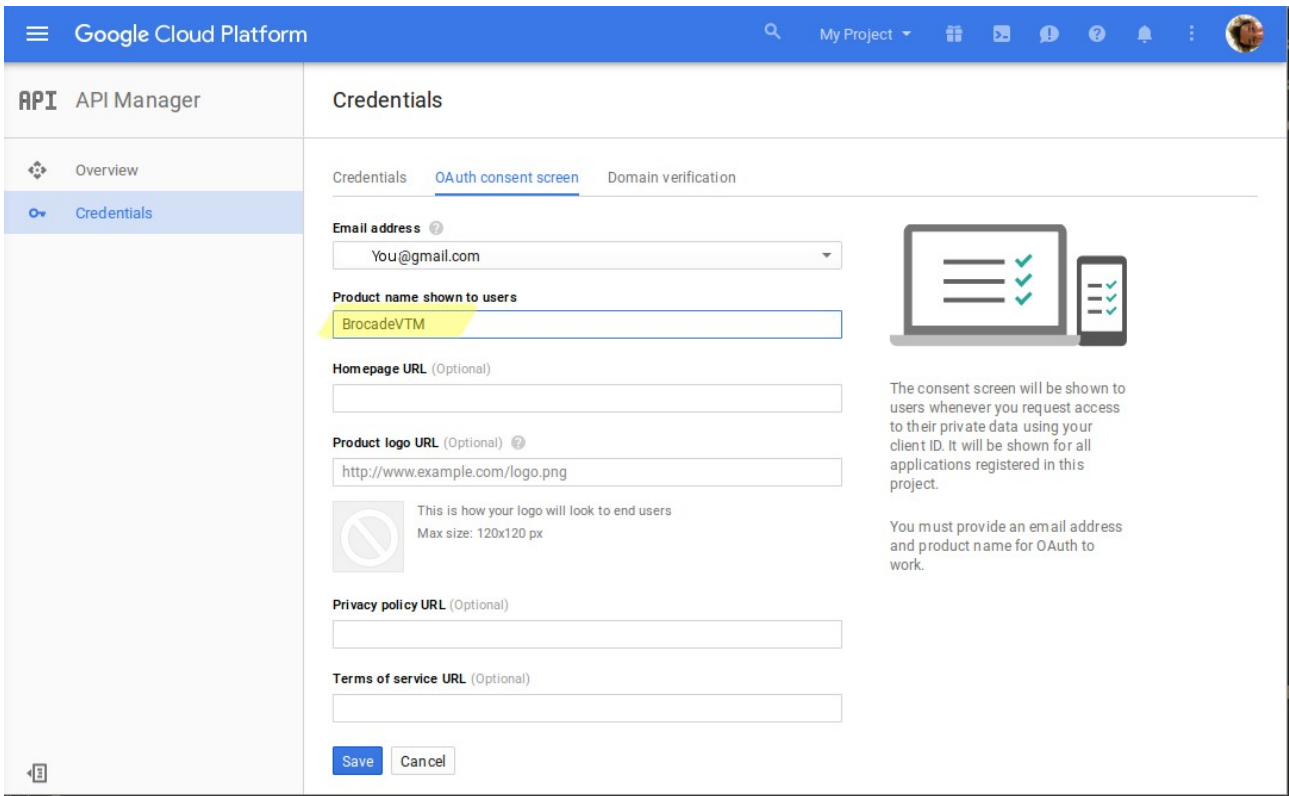 Google Cloud Platform
My Project
API API Manager
Credentials
Overview
Credentials
Credentials OAuth consent screen Domain verification
Email address
You@gmail.com
Product name shown to users
BrocadeVTM
Homepage URL (Optional)
Product logo URL (Optional)
http://www.example.com/logo.png
This is how your logo will look to end users
Max size: 120x120 px
Privacy policy URL (Optional)
Terms of service URL (Optional)
Save Cancel
The consent screen will be shown to
users whenever you request access
to their private data using your
client ID. It will be shown for all
applications registered in this
project.
You must provide an email address
and product name for OAuth to
work.